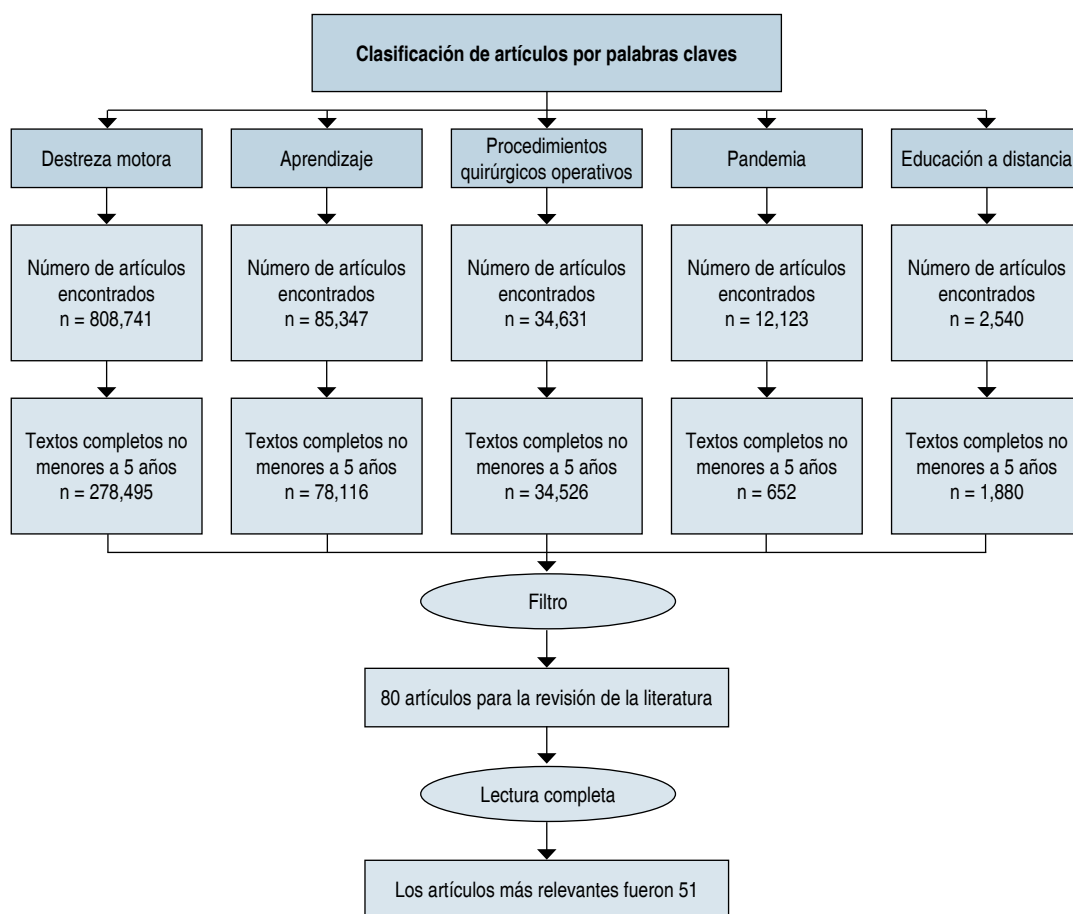 Clasificación de artículos por palabras claves
Destreza motora
Aprendizaje
Procedimientos
quirúrgicos operativos
Pandemia
Educación a distancia
Número de artículos
encontrados
n = 808,741
Número de artículos
encontrados
n = 85,347
Número de artículos
encontrados
n = 34,631
Número de artículos
encontrados
n = 12,123
Número de artículos
encontrados
n = 2,540
Textos completos no
menores a 5 años
n = 278,495
Textos completos no
menores a 5 años
n = 78,116
Textos completos no
menores a 5 años
n = 34,526
Textos completos no
menores a 5 años
n = 652
Textos completos no
menores a 5 años
n = 1,880
Filtro
80 artículos para la revisión de la literatura
Lectura completa
Los artículos más relevantes fueron 51